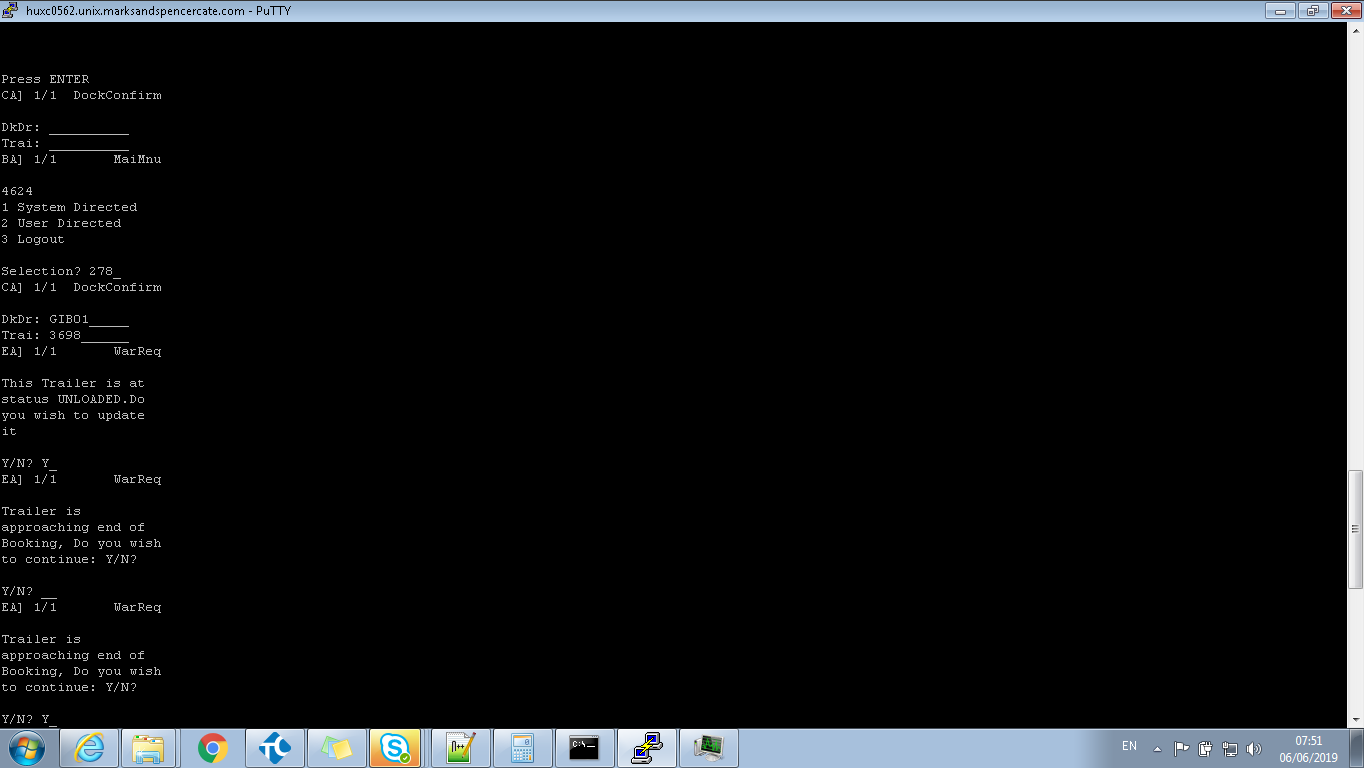 huxc0562.unix.marksandspencercate.com - PuTTY
Press ENTER
CA] 1/1  DockConfirm
DkDr: __________
Trai: __________
BA] 1/1       MaiMnu
4624
1 System Directed
2 User Directed
3 Logout
Selection? 278_
CA] 1/1  DockConfirm
DkDr: GIBO1_____
Trai: 3698______
EA] 1/1       WarReq
This Trailer is at
status UNLOADED.Do
you wish to update
it
Y/N? Y_
EA] 1/1       WarReq
Trailer is
approaching end of
Booking, Do you wish
to continue: Y/N?
Y/N? __
EA] 1/1       WarReq
Trailer is
approaching end of
Booking, Do you wish
to continue: Y/N?
Y/N? Y_
EN
07:51
06/06/2019